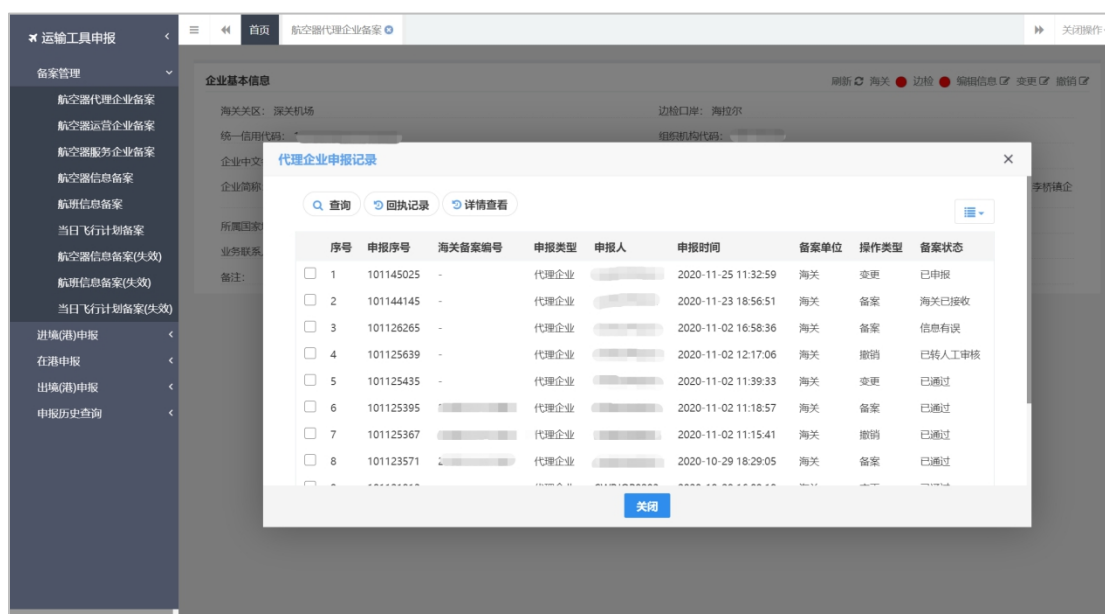 运输工具申报
首页 航空器代理企业备案 关闭操作
备案管理
航空器代理企业备案
航空器运营企业备案
航空器服务企业备案
航空器信息备案
航班信息备案
当日飞行计划备案
航空器信息备案(失效)
航班信息备案(失效)
当日飞行计划备案(失效)
进境(港)申报
在港申报
出境(港)申报
申报历史查询
企业基本信息 刷新 海关 边检 编辑信息 变更 撤销
海关关区: 深关机场 边检口岸: 海拉尔
统一信用代码: 组织机构代码:
企业中文
企业简称 李桥镇企
所属国家
业务联系
备注:
代理企业申报记录
查询 回执记录 详情查看
序号 申报序号 海关备案编号 申报类型 申报人 申报时间 备案单位 操作类型 备案状态
1 101145025 - 代理企业 2020-11-25 11:32:59 海关 变更 已申报
2 101144145 - 代理企业 2020-11-23 18:56:51 海关 备案 海关已接收
3 101126265 - 代理企业 2020-11-02 16:58:36 海关 备案 信息有误
4 101125639 - 代理企业 2020-11-02 12:17:06 海关 撤销 已转人工审核
5 101125435 - 代理企业 2020-11-02 11:39:33 海关 变更 已通过
6 101125395 代理企业 2020-11-02 11:18:57 海关 备案 已通过
7 101125367 代理企业 2020-11-02 11:15:41 海关 撤销 已通过
8 101123571 代理企业 2020-10-29 18:29:05 海关 备案 已通过
关闭